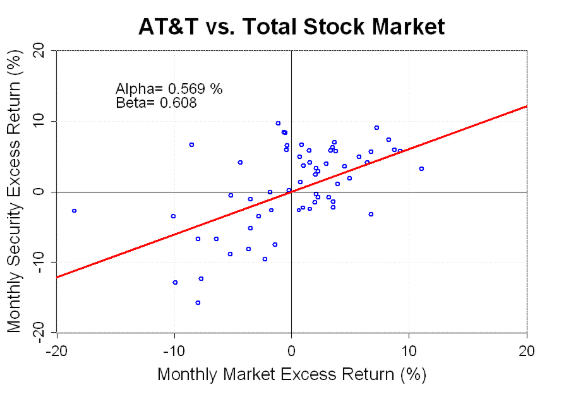 AT&T vs. Total Stock Market
Monthly Security Excess Return (%)
20
10
0
-10
-20
Alpha= 0.569 %
Beta= 0.608
-20
-10
0
10
20
Monthly Market Excess Return (%)